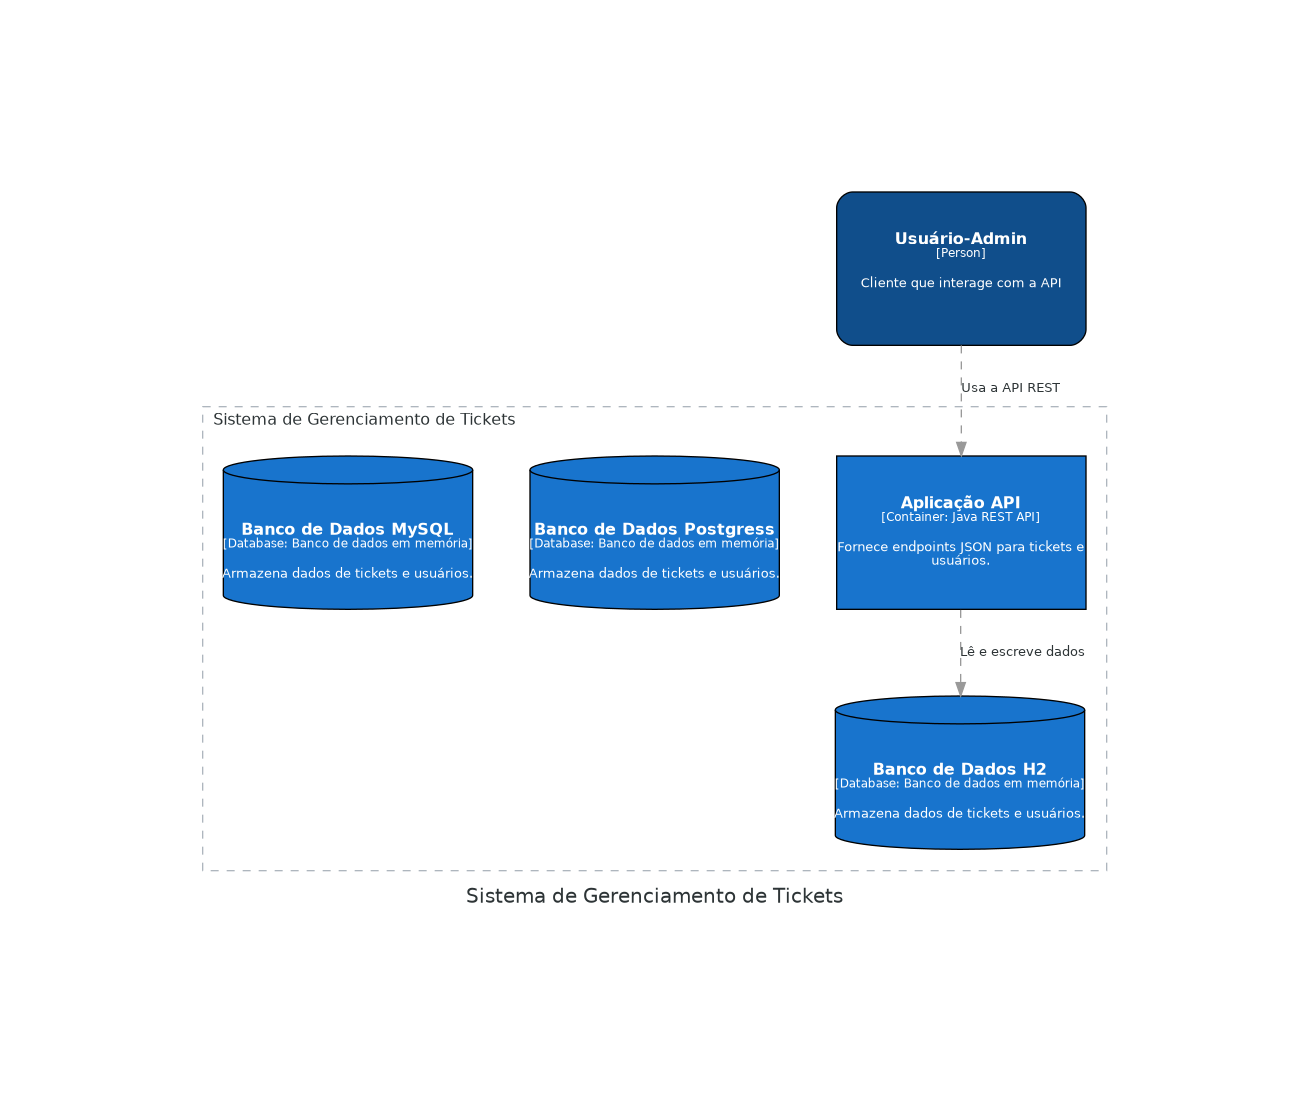 Usuário-Admin
[Person]
Cliente que interage com a API
Usa a API REST
Sistema de Gerenciamento de Tickets
Banco de Dados MySQL
[Database: Banco de dados em memória]
Armazena dados de tickets e usuários.
Banco de Dados Postgress
[Database: Banco de dados em memória]
Armazena dados de tickets e usuários.
Aplicação API
[Container: Java REST API]
Fornece endpoints JSON para tickets e
usuários.
Lê e escreve dados
Banco de Dados H2
[Database: Banco de dados em memória]
Armazena dados de tickets e usuários.
Sistema de Gerenciamento de Tickets